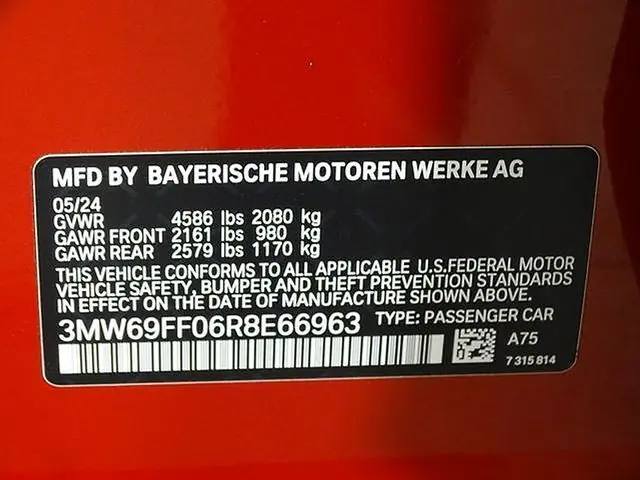 MFD BY BAYERISCHE MOTOREN WERKE AG
05/24
GVWR 4586 lbs 2080 kg
GAWR FRONT 2161 lbs 980 kg
GAWR REAR 2579 lbs 1170 kg
THIS VEHICLE CONFORMS TO ALL APPLICABLE U.S.FEDERAL MOTOR
VEHICLE SAFETY, BUMPER AND THEFT PREVENTION STANDARDS
IN EFFECT ON THE DATE OF MANUFACTURE SHOWN ABOVE.
3MW69FF06R8E66963 TYPE: PASSENGER CAR
A75
7 315 814